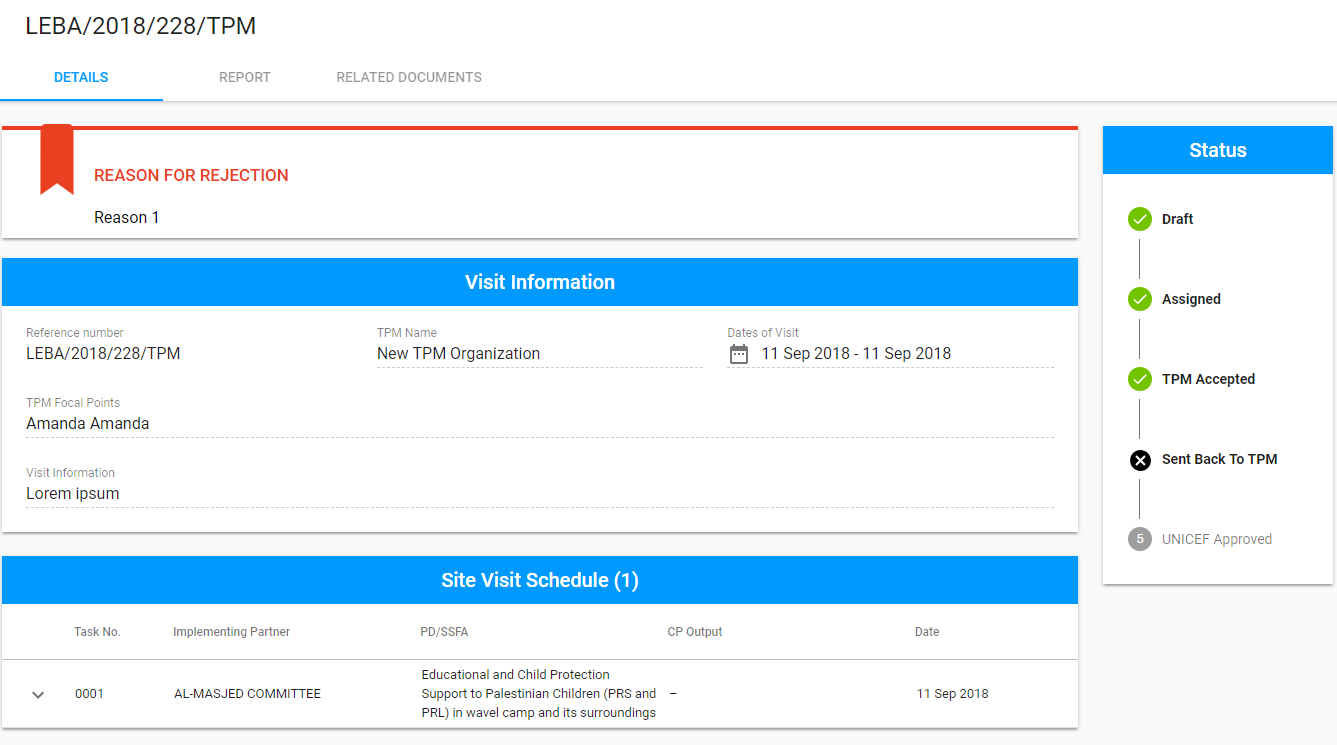 LEBA/2018/228/TPM
DETAILS REPORT RELATED DOCUMENTS
REASON FOR REJECTION
Reason 1
Visit Information
Reference number TPM Name Dates of Visit
LEBA/2018/228/TPM New TPM Organization 11 Sep 2018 - 11 Sep 2018
TPM Focal Points
Amanda Amanda
Visit Information
Lorem ipsum
Site Visit Schedule (1)
Task No. Implementing Partner PD/SSFA CP Output Date
0001 AL-MASJED COMMITTEE Educational and Child Protection
Support to Palestinian Children (PRS and
PRL) in wavel camp and its surroundings – 11 Sep 2018
Status
Draft
Assigned
TPM Accepted
Sent Back To TPM
5 UNICEF Approved